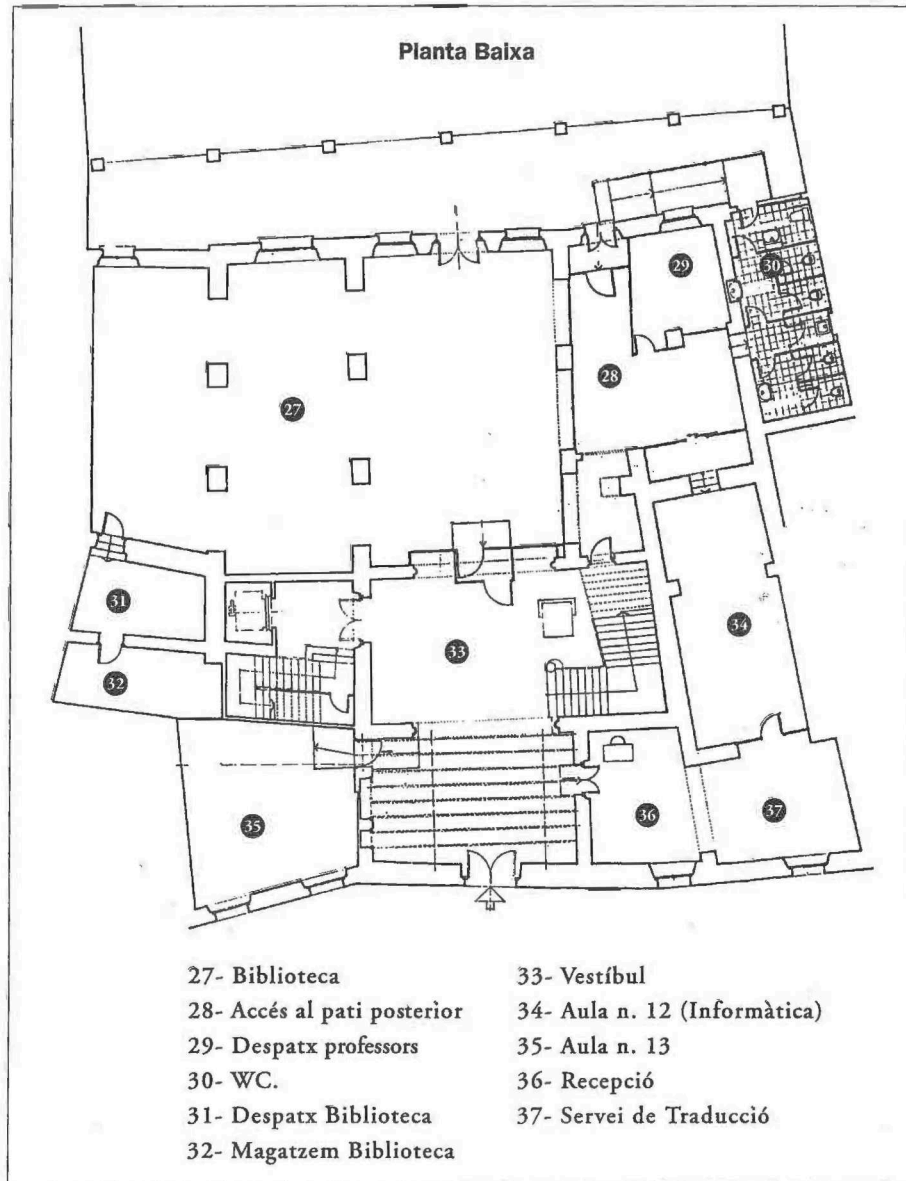 Planta Baixa
30
29
28
27
31
34
33
32
37
36
35
27- Biblioteca
28- Accés al pati posterior
29- Despatx professors
30- WC.
31- Despatx Biblioteca
32- Magatzem Biblioteca
33- Vestíbul
34- Aula n. 12 (Informàtica)
35- Aula n. 13
36- Recepció
37- Servei de Traducció